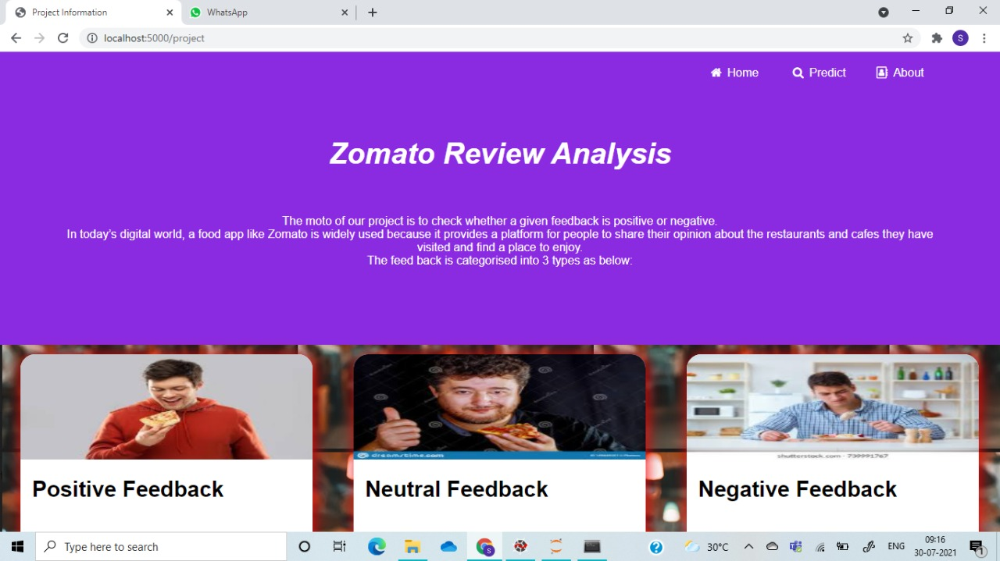 Project Information
WhatsApp
localhost:5000/project
S
Home
Predict
About
Zomato Review Analysis
The moto of our project is to check whether a given feedback is positive or negative.
In today's digital world, a food app like Zomato is widely used because it provides a platform for people to share their opinion about the restaurants and cafes they have
visited and find a place to enjoy.
The feed back is categorised into 3 types as below:
dreamstime.com
shutterstock.com - 739991767
Positive Feedback
Neutral Feedback
Negative Feedback
Type here to search
S
30°C
ENG
09:16
30-07-2021
1